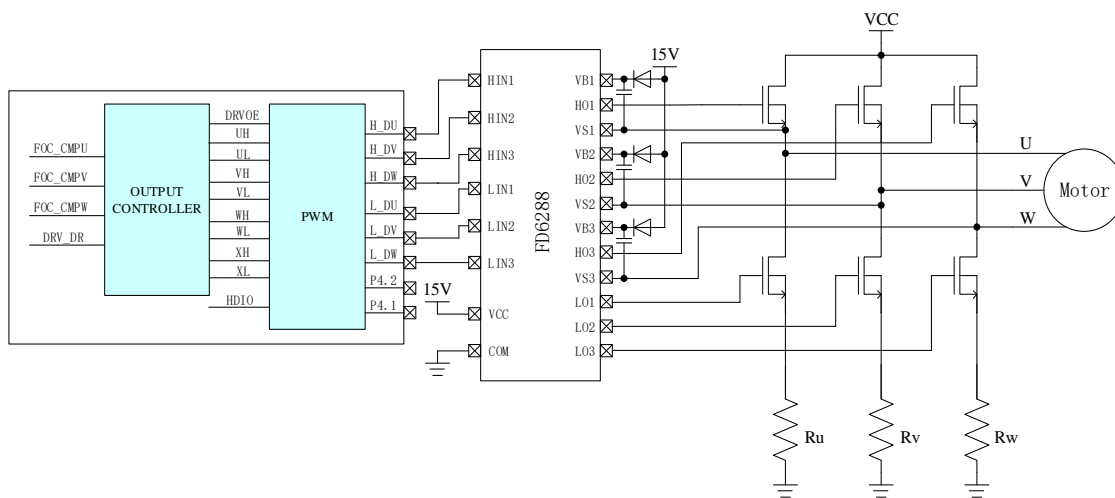 VCC
15V
HIN1
VB1
HO1
DRVOE
H_DU
HIN2
VS1
UH
FOC_CMPU
UL
H_DV
HIN3
VB2
U
FOC_CMPV
VH
H_DW
LIN1
HO2
V
Motor
OUTPUT
CONTROLLER
VL
PWM
L_DU
FD6288
VS2
W
FOC_CMPW
WH
L_DV
LIN2
VB3
DRV_DR
WL
XH
L_DW
LIN3
HO3
XL
P4.2
VS3
15V
HDIO
P4.1
VCC
LO1
LO2
COM
LO3
Ru
Rv
Rw